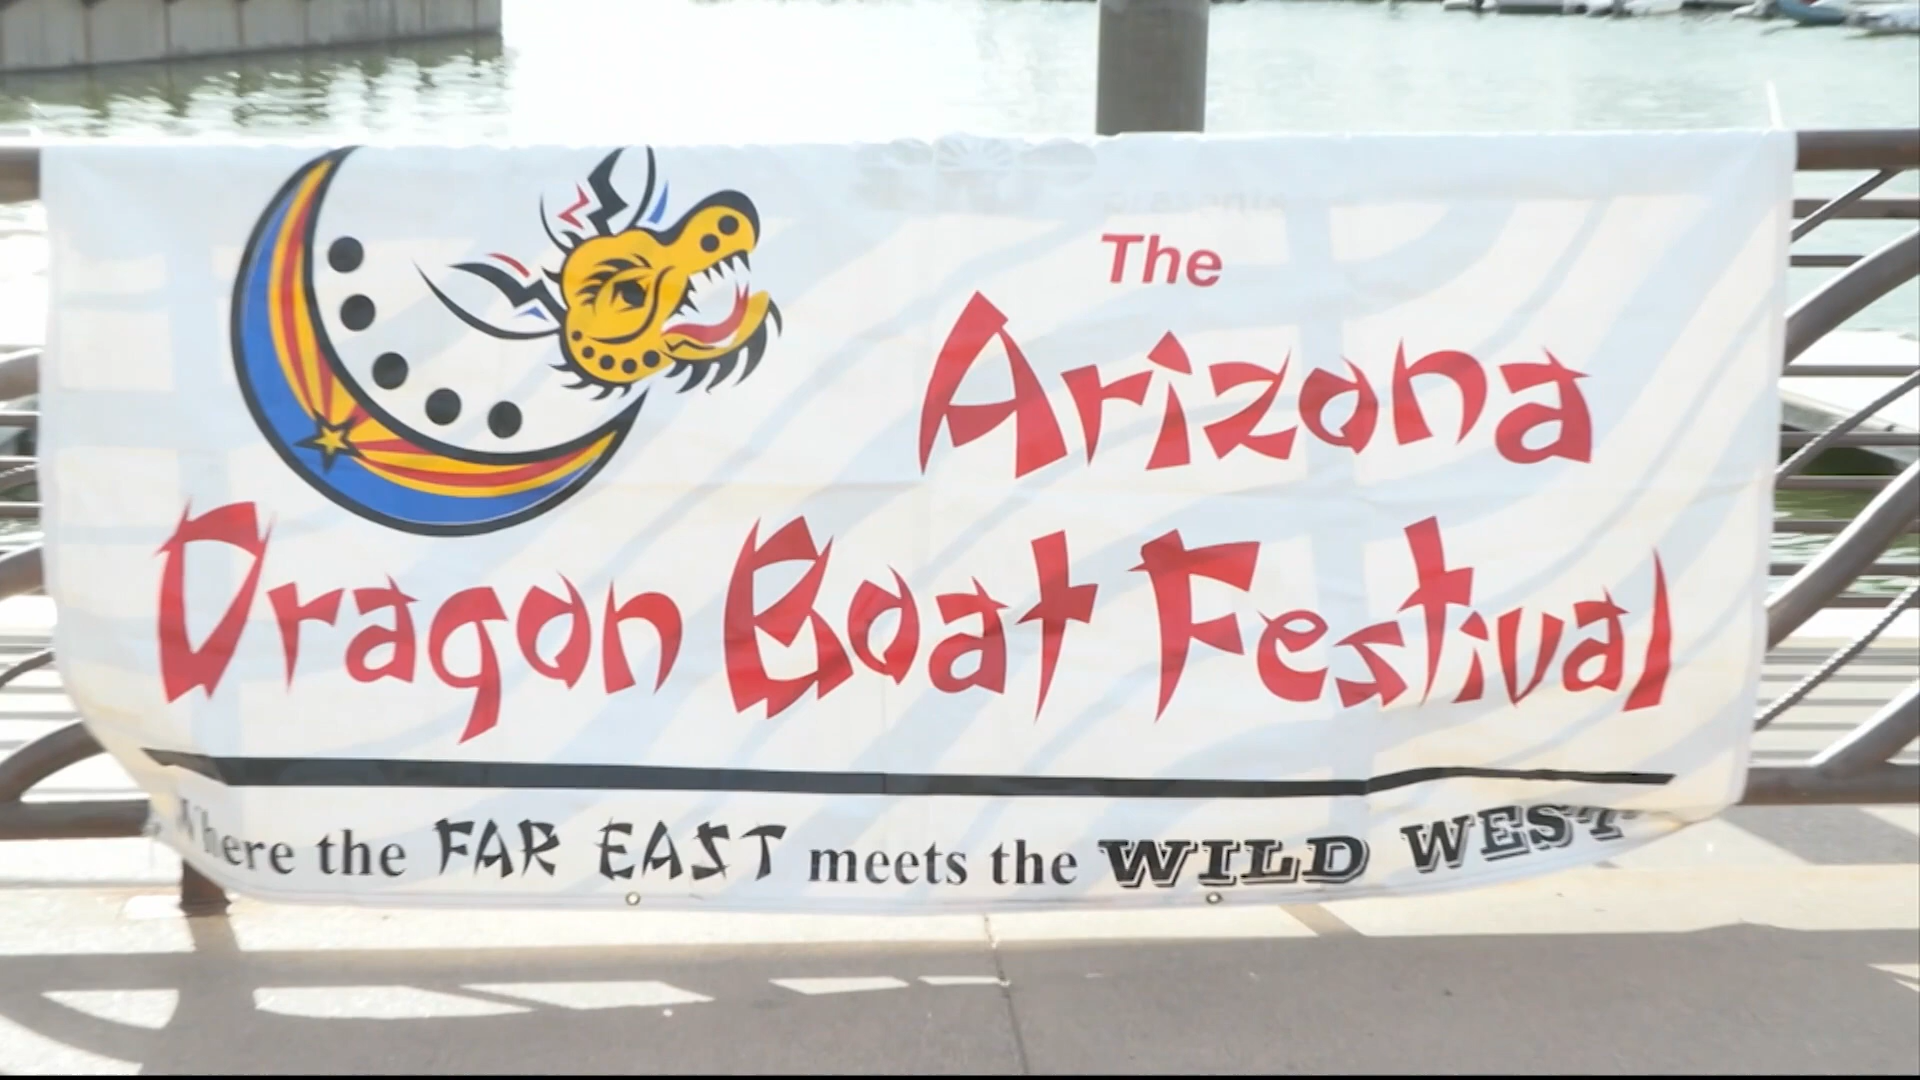 The
Arizona
Dragon Boat Festival
Where the FAR EAST meets the WILD WEST